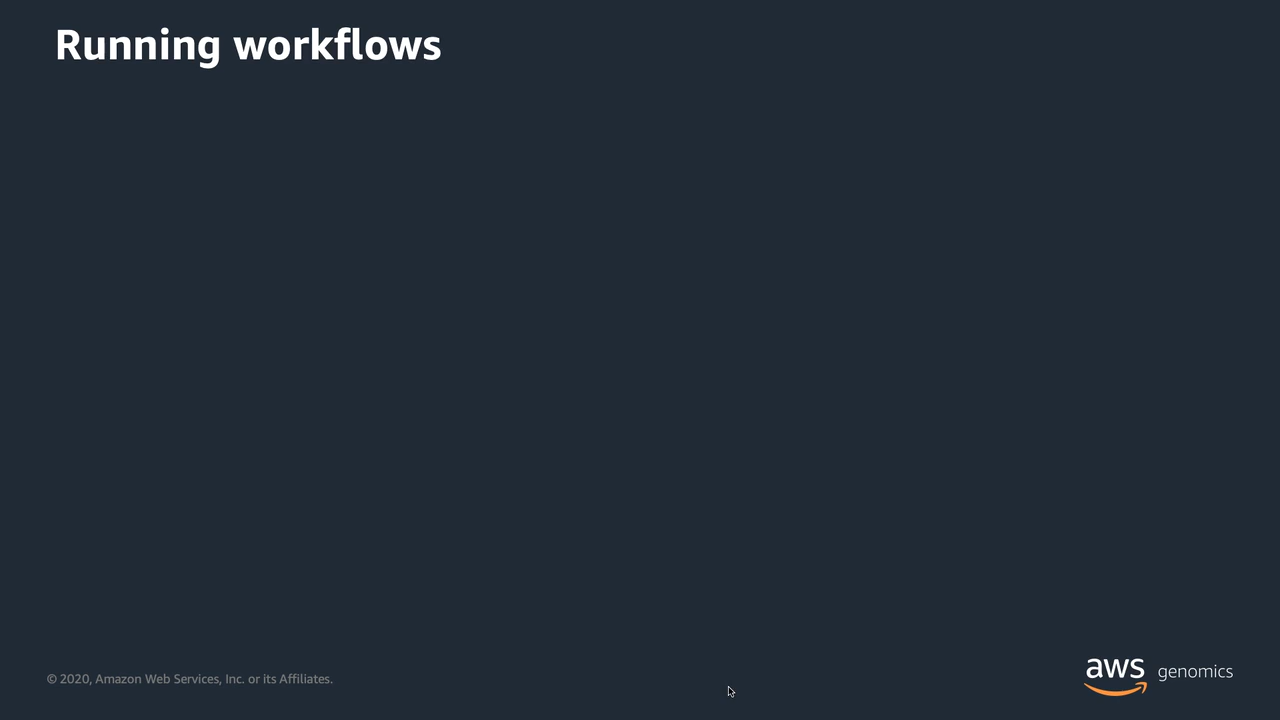 Running workflows
© 2020, Amazon Web Services, Inc. or its Affiliates.
aws genomics